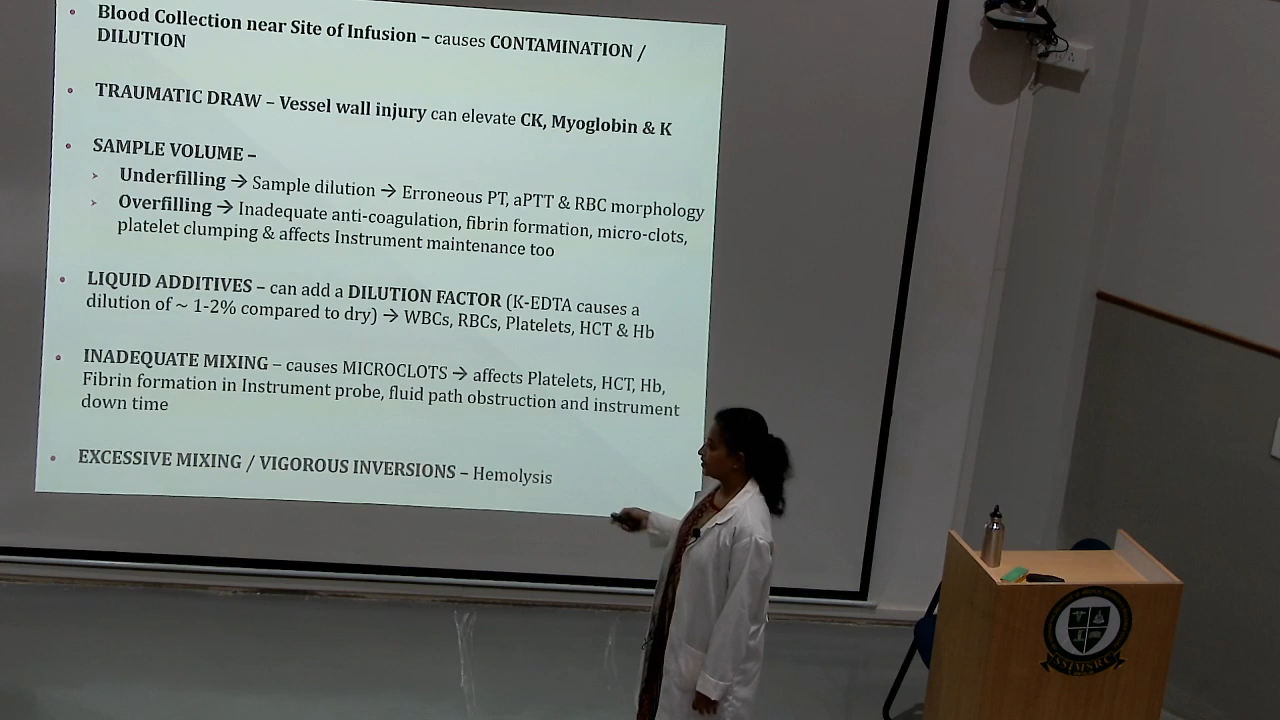 Blood Collection near Site of Infusion – causes CONTAMINATION /
DILUTION
TRAUMATIC DRAW – Vessel wall injury can elevate CK, Myoglobin & K
SAMPLE VOLUME –
Underfilling → Sample dilution → Erroneous PT, aPTT & RBC morphology
Overfilling → Inadequate anti-coagulation, fibrin formation, micro-clots,
platelet clumping & affects Instrument maintenance too
LIQUID ADDITIVES – can add a DILUTION FACTOR (K-EDTA causes a
dilution of ~ 1-2% compared to dry) → WBCs, RBCs, Platelets, HCT & Hb
INADEQUATE MIXING – causes MICROCLOTS → affects Platelets, HCT, Hb,
Fibrin formation in Instrument probe, fluid path obstruction and instrument
down time
EXCESSIVE MIXING / VIGOROUS INVERSIONS – Hemolysis
SSIMSRC